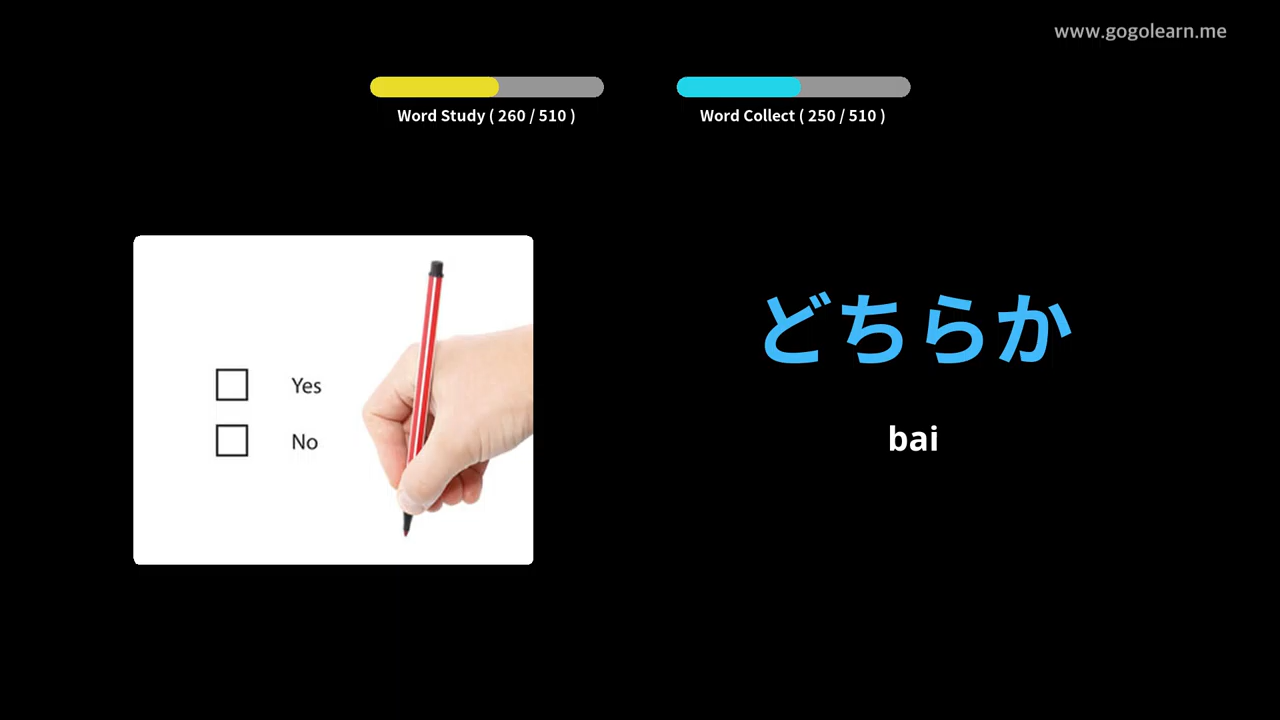 www.gogolearn.me
Word Study ( 260 / 510 )
Word Collect ( 250 / 510 )
Yes
No
どちらか
bai